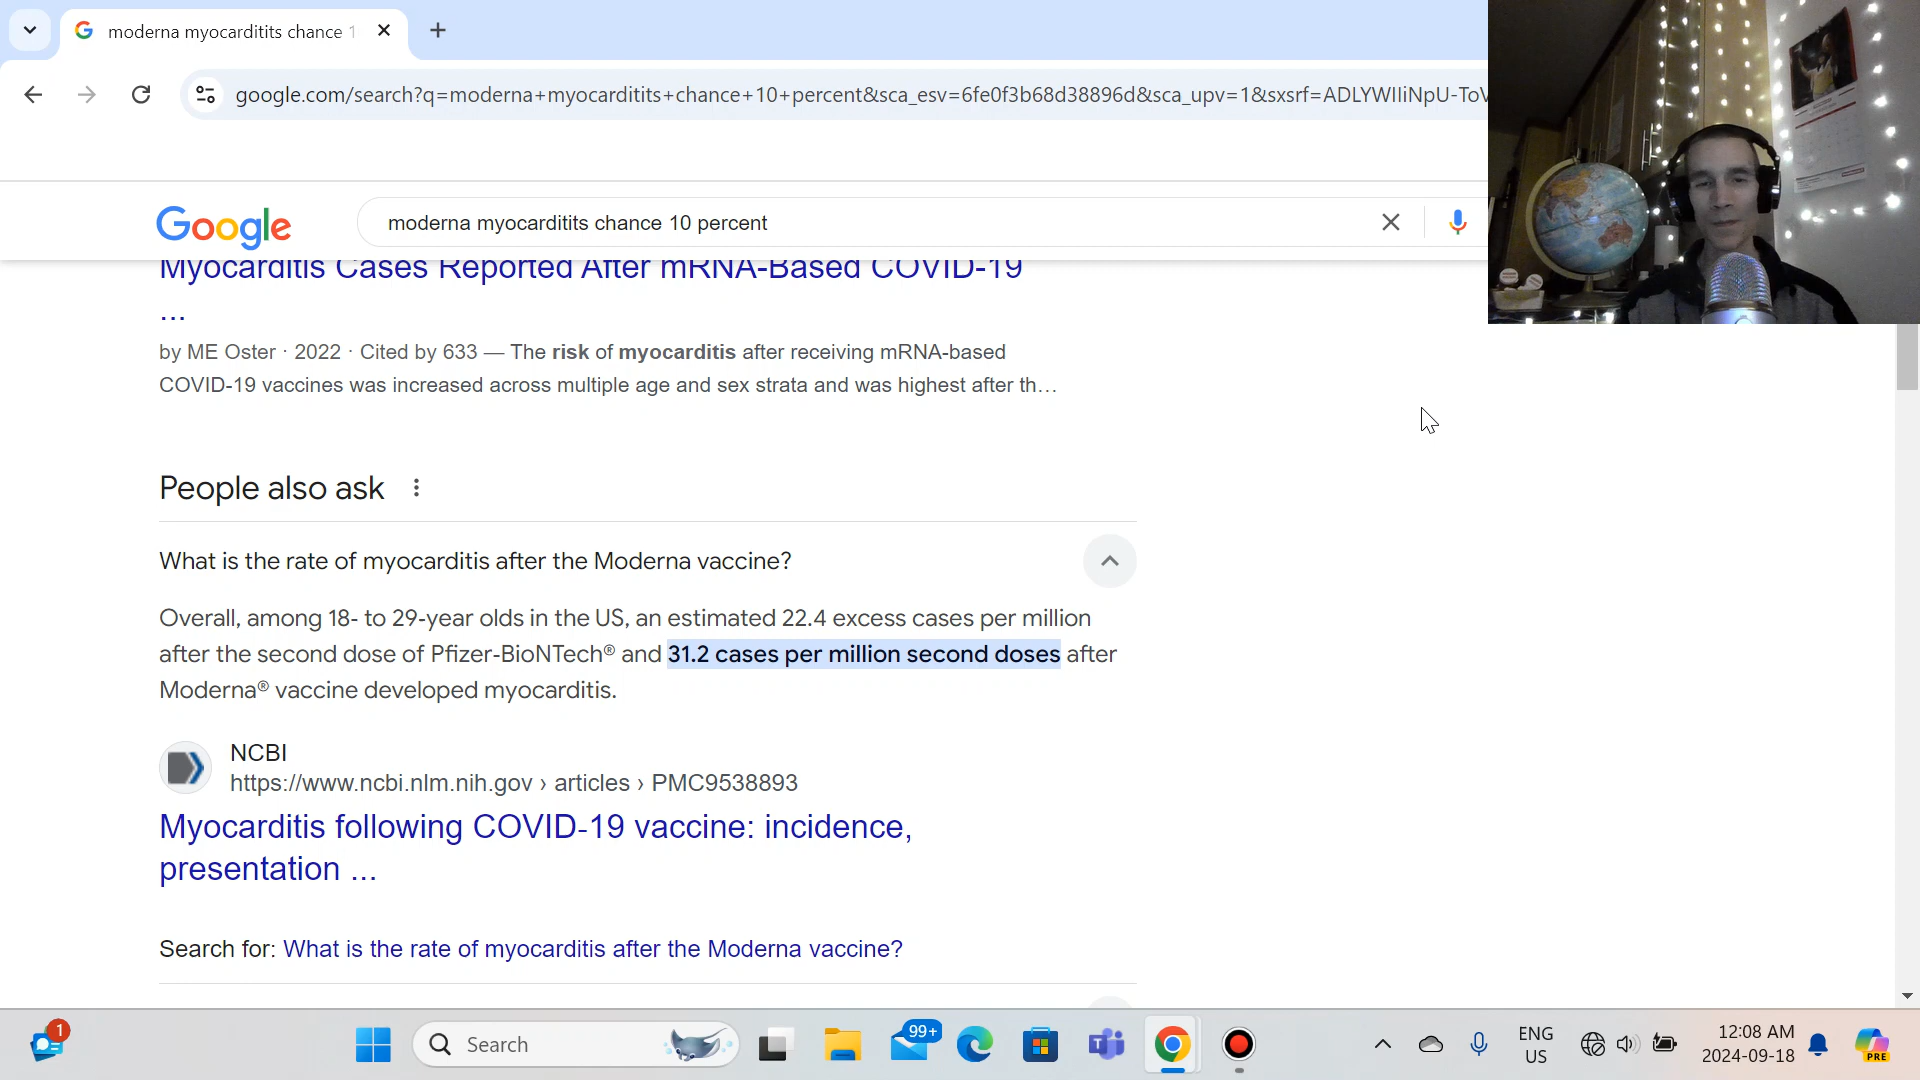 moderna myocarditits chance 1
google.com/search?q=moderna+myocarditits+chance+10+percent&sca_esv=6fe0f3b68d38896d&sca_upv=1&sxsrf=ADLYWIIiNpU-ToV
Google
moderna myocarditits chance 10 percent
Myocarditis Cases Reported After mRNA-Based COVID-19
...
by ME Oster · 2022 · Cited by 633 — The risk of myocarditis after receiving mRNA-based
COVID-19 vaccines was increased across multiple age and sex strata and was highest after th...
People also ask
What is the rate of myocarditis after the Moderna vaccine?
Overall, among 18- to 29-year olds in the US, an estimated 22.4 excess cases per million
after the second dose of Pfizer-BioNTech® and 31.2 cases per million second doses after
Moderna® vaccine developed myocarditis.
NCBI
https://www.ncbi.nlm.nih.gov › articles › PMC9538893
Myocarditis following COVID-19 vaccine: incidence,
presentation ...
Search for: What is the rate of myocarditis after the Moderna vaccine?
1
Search
99+
ENG
US
12:08 AM
2024-09-18
PRE